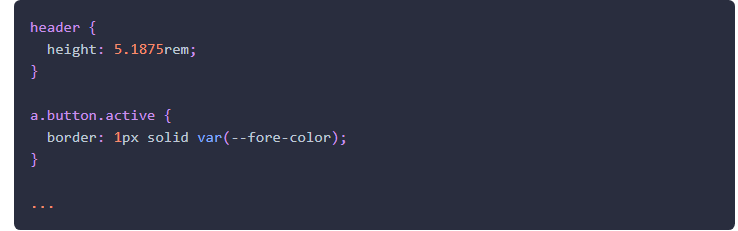 header {
  height: 5.1875rem;
}

a.button.active {
  border: 1px solid var(--fore-color);
}

...